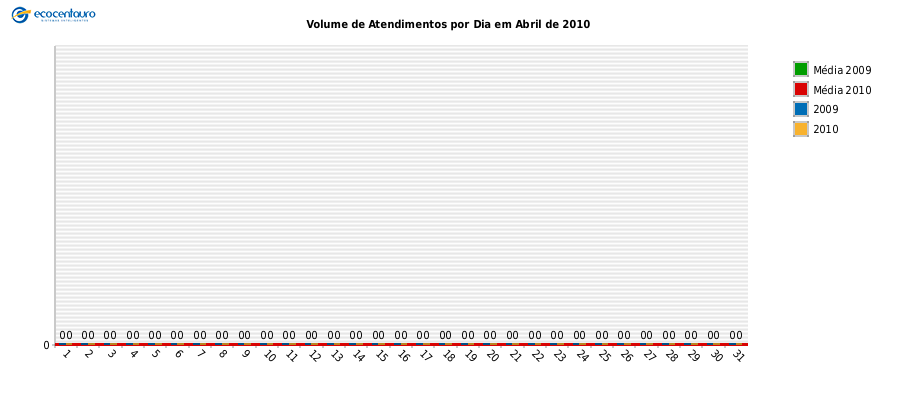 ecocentauro
Volume de Atendimentos por Dia em Abril de 2010
Média 2009
Média 2010
2009
2010
00 00 00 00 00 00 00 00 00 00 00 00 00 00 00 00 00 00 00 00 00 00 00 00 00 00 00 00 00 00 00
0
1 2 3 4 5 6 7 8 9 10 11 12 13 14 15 16 17 18 19 20 21 22 23 24 25 26 27 28 29 30 31